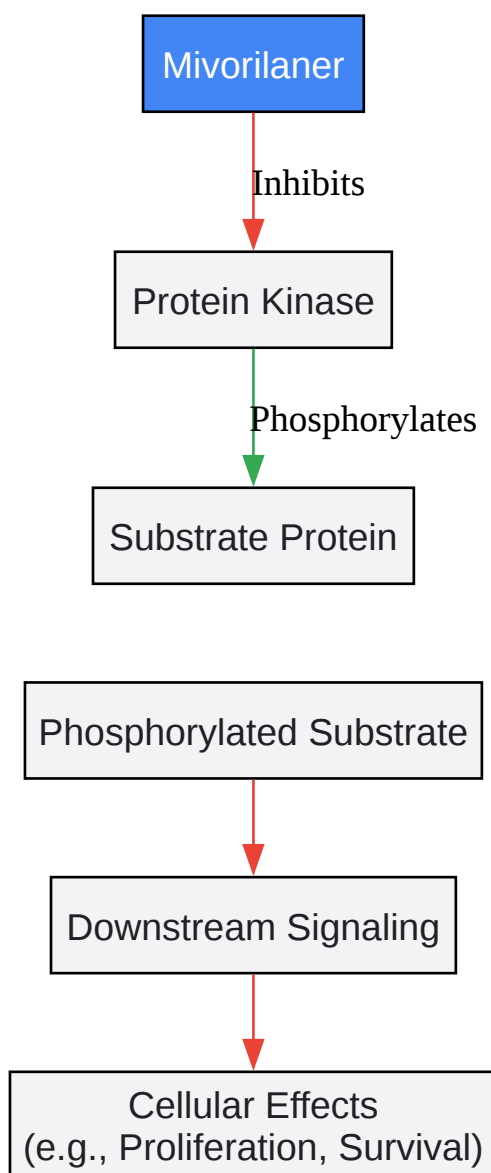 Mivorilaner
Inhibits
Protein Kinase
Phosphorylates
Substrate Protein
Phosphorylated Substrate
Downstream Signaling
Cellular Effects
(e.g., Proliferation, Survival)